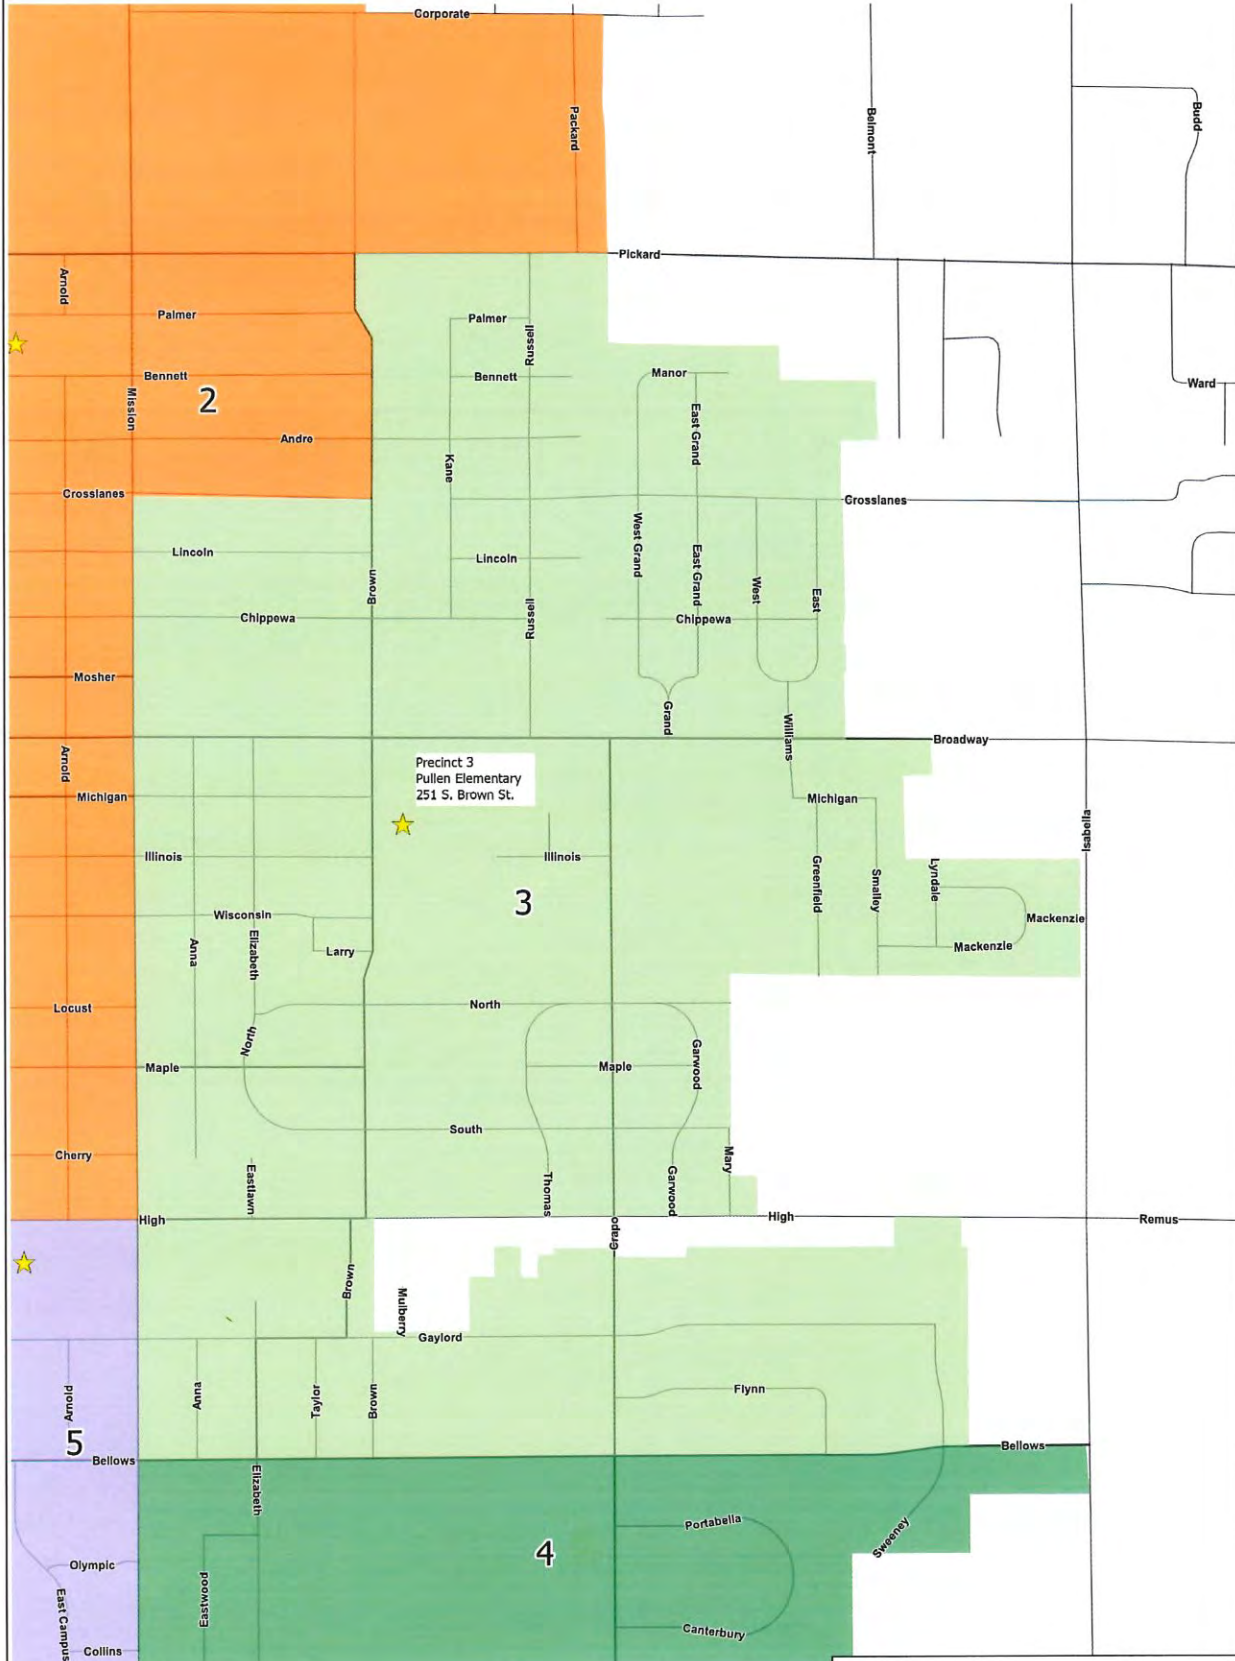 Corporate
Packard
Belmont
Budd
Pickard
Arnold
Palmer
Palmer
Russell
Bennett
Bennett
Manor
Ward
Mission
2
East Grand
Andre
Kane
Crosslanes
Crosslanes
West Grand
Lincoln
Lincoln
East Grand
Brown
West
East
Chippewa
Russell
Chippewa
Mosher
Grand
Williams
Broadway
Arnold
Precinct 3
Pullen Elementary
251 S. Brown St.
Michigan
Michigan
Isabella
Illinois
Illinois
Greenfield
Smalley
Lyndale
3
Wisconsin
Mackenzie
Anna
Elizabeth
Larry
Mackenzie
Locust
North
North
Maple
Maple
Garwood
South
Cherry
Mary
Eastlawn
Thomas
Garwood
High
High
Remus
Crapo
Brown
Mulberry
Gaylord
Arnold
Anna
Taylor
Brown
Flynn
5
Bellows
Bellows
Elizabeth
Portabella
Sweeney
4
Olympic
Eastwood
East Campus
Canterbury
Collins